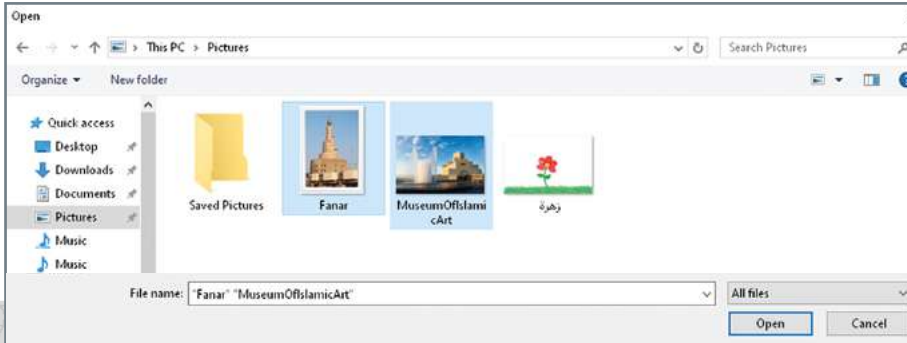 Open
This PC > Pictures
Search Pictures
Organize
New folder
Quick access
Desktop
Downloads
Documents
Pictures
Music
Music
Saved Pictures
Fanar
MuseumOfIslami
cArt
زهرة
File name: "Fanar" "MuseumOfIslamicArt"
All files
Open
Cancel